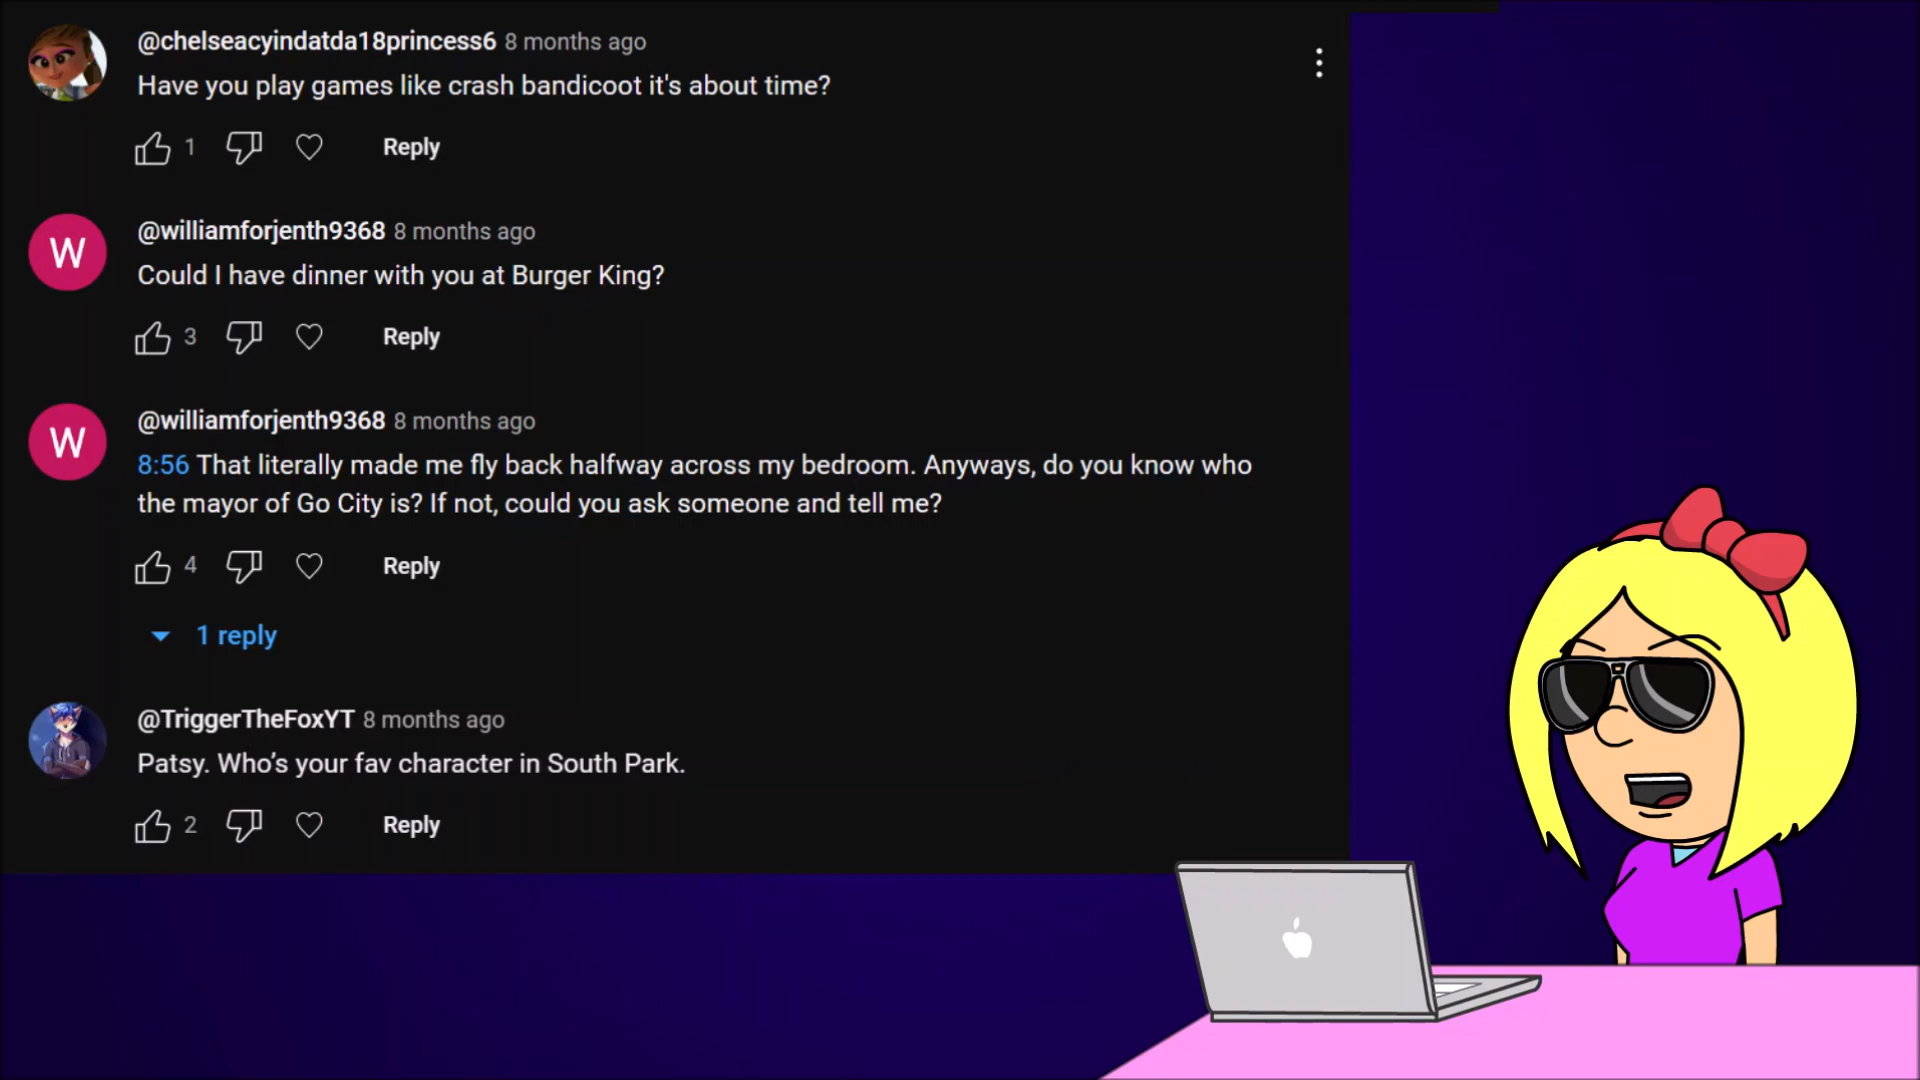 @chelseacyindatda18princess6 8 months ago
Have you play games like crash bandicoot it's about time?
1 Reply
W
@williamforjenth9368 8 months ago
Could I have dinner with you at Burger King?
3 Reply
W
@williamforjenth9368 8 months ago
8:56 That literally made me fly back halfway across my bedroom. Anyways, do you know who
the mayor of Go City is? If not, could you ask someone and tell me?
4 Reply
1 reply
@TriggerTheFoxYT 8 months ago
Patsy. Who’s your fav character in South Park.
2 Reply